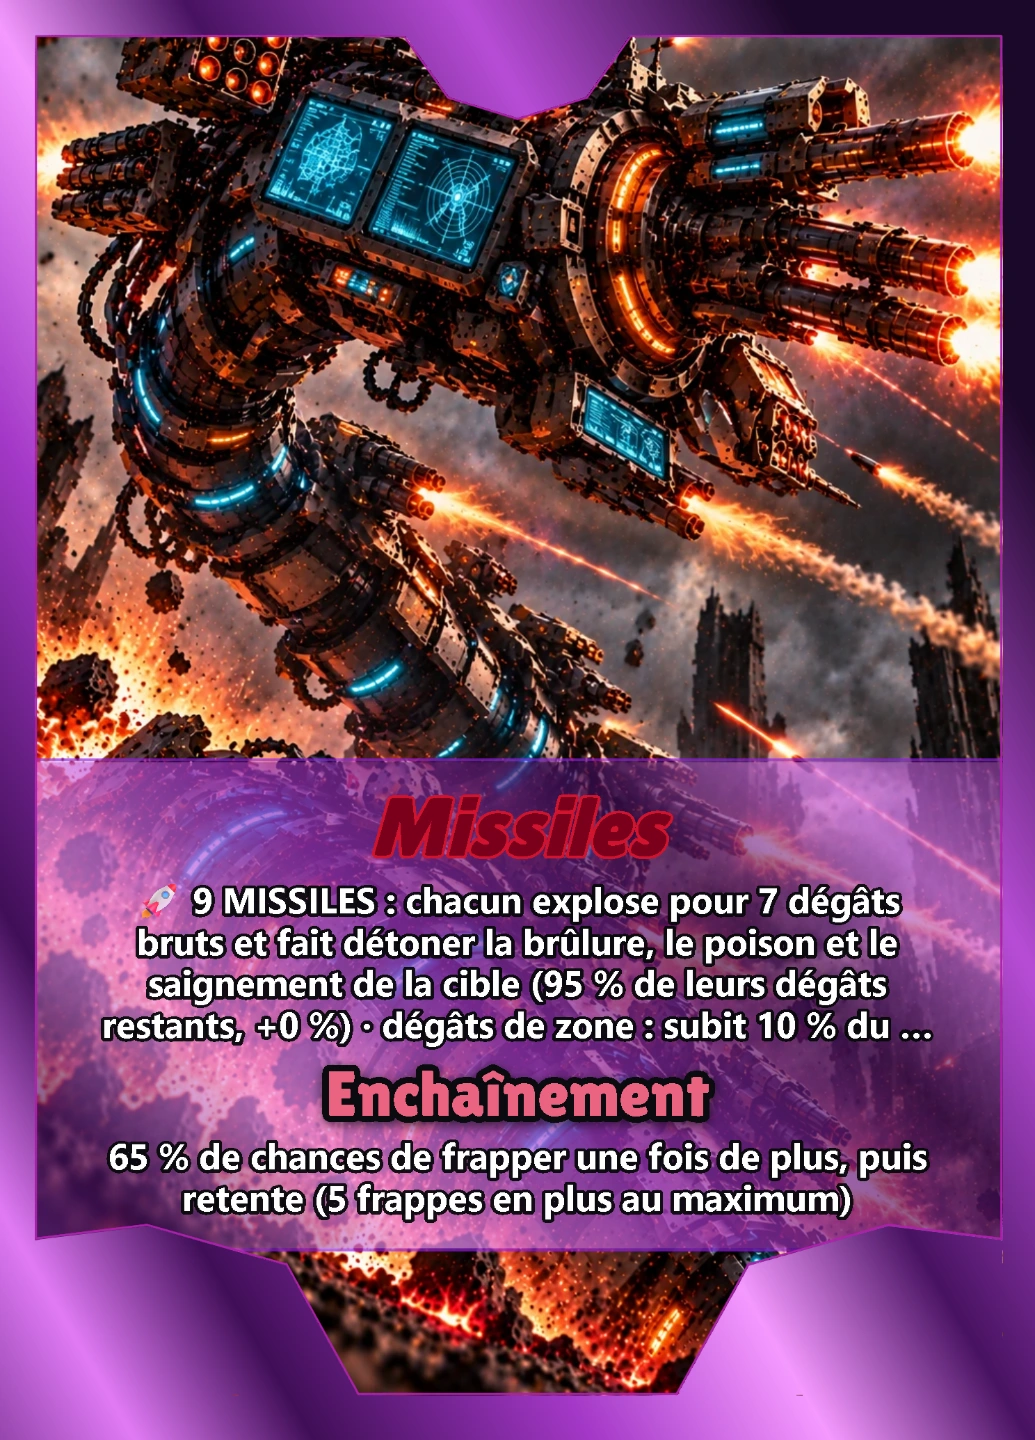 Missiles
🚀 9 MISSILES : chacun explose pour 7 dégâts
bruts et fait détoner la brûlure, le poison et le
saignement de la cible (95 % de leurs dégâts
restants, +0 %) · dégâts de zone : subit 10 % du ...
Enchaînement
65 % de chances de frapper une fois de plus, puis
retente (5 frappes en plus au maximum)